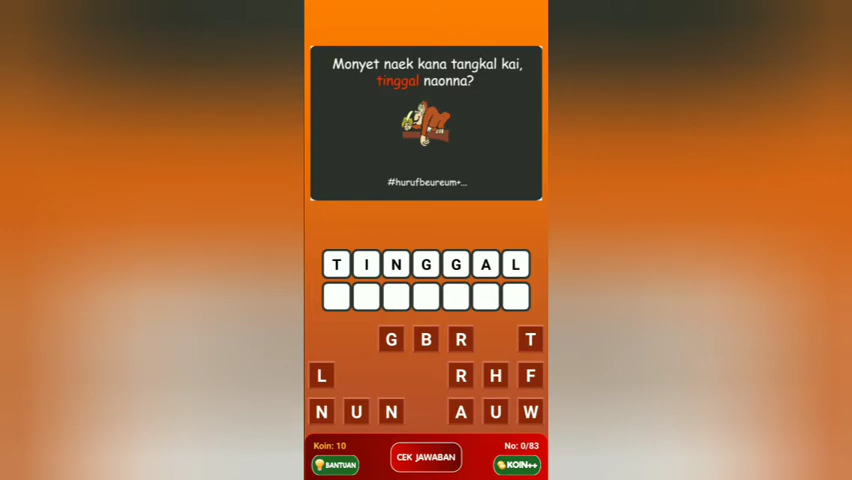 Monyet naek kana tangkal kai,
tinggal naonna?
#hurufbeureum+...
T I N G G A L
G B R T
L R H F
N U N A U W
Koin: 10
No: 0/83
BANTUAN
CEK JAWABAN
KOIN++